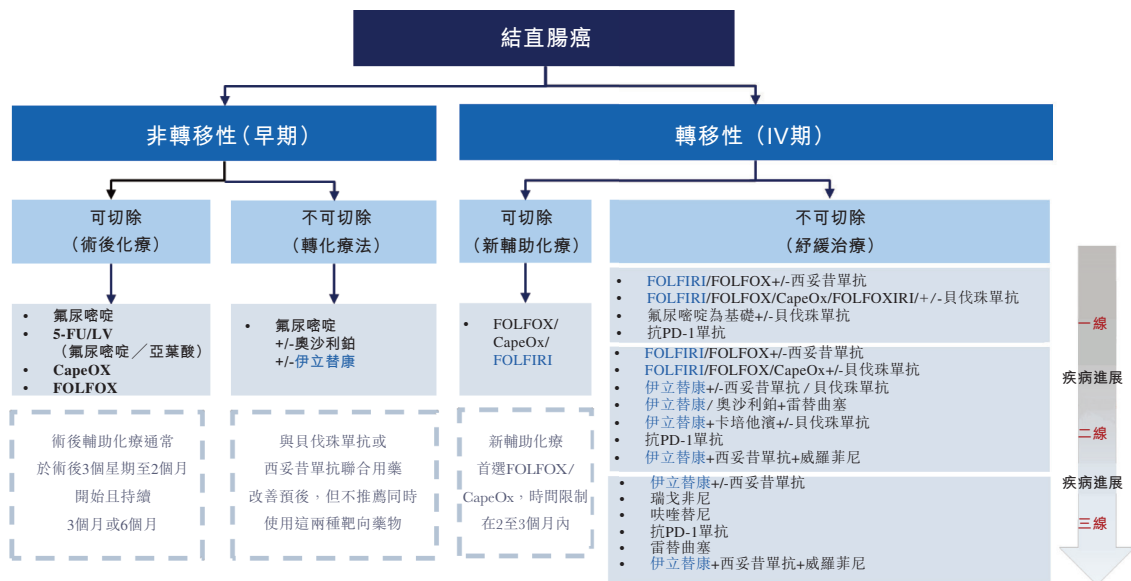 結直腸癌
非轉移性（早期）
轉移性（IV期）
可切除
（術後化療）
不可切除
（轉化療法）
可切除
（新輔助化療）
不可切除
（紓緩治療）
• 氟尿嘧啶
• 5-FU/LV
（氟尿嘧啶／亞葉酸）
• CapeOX
• FOLFOX
• 氟尿嘧啶
+/-奧沙利鉑
+/-伊立替康
• FOLFOX/
CapeOx/
FOLFIRI
• FOLFIRI/FOLFOX+/-西妥昔單抗
• FOLFIRI/FOLFOX/CapeOx/FOLFOXIRI/+/-貝伐珠單抗
• 氟尿嘧啶為基礎+/-貝伐珠單抗
• 抗PD-1單抗
一線
• FOLFIRI/FOLFOX+/-西妥昔單抗
• FOLFIRI/FOLFOX/CapeOx+/-貝伐珠單抗
• 伊立替康+/-西妥昔單抗/貝伐珠單抗
• 伊立替康/奧沙利鉑+雷替曲塞
• 伊立替康+卡培他濱+/-貝伐珠單抗
• 抗PD-1單抗
• 伊立替康+西妥昔單抗+威羅菲尼
疾病進展
二線
• 伊立替康+/-西妥昔單抗
• 瑞戈非尼
• 呋喹替尼
• 抗PD-1單抗
• 雷替曲塞
• 伊立替康+西妥昔單抗+威羅菲尼
疾病進展
三線
術後輔助化療通常
於術後3個星期至2個月
開始且持續
3個月或6個月
與貝伐珠單抗或
西妥昔單抗聯合用藥
改善預後，但不推薦同時
使用這兩種靶向藥物
新輔助化療
首選FOLFOX/
CapeOx，時間限制
在2至3個月內